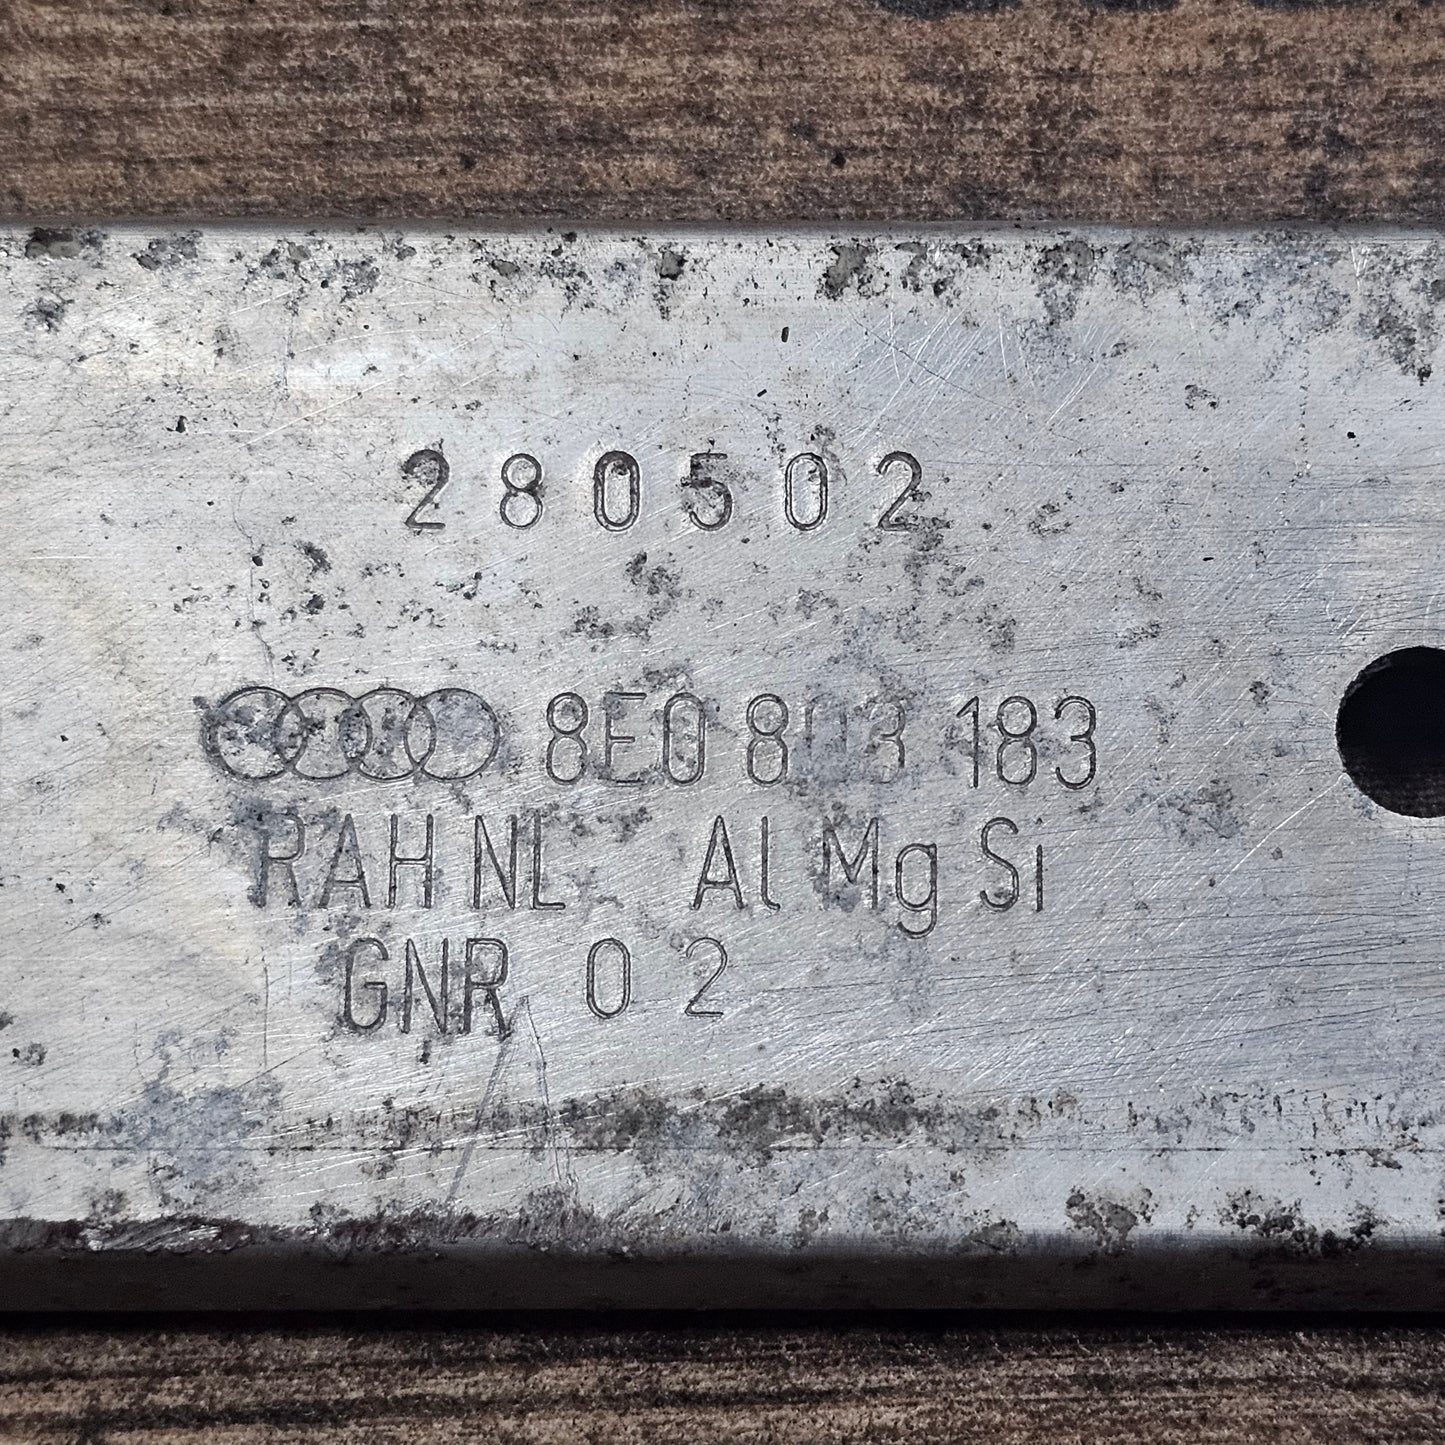 280502
8E0 803 183
RAH NL Al Mg Si
GNR 02